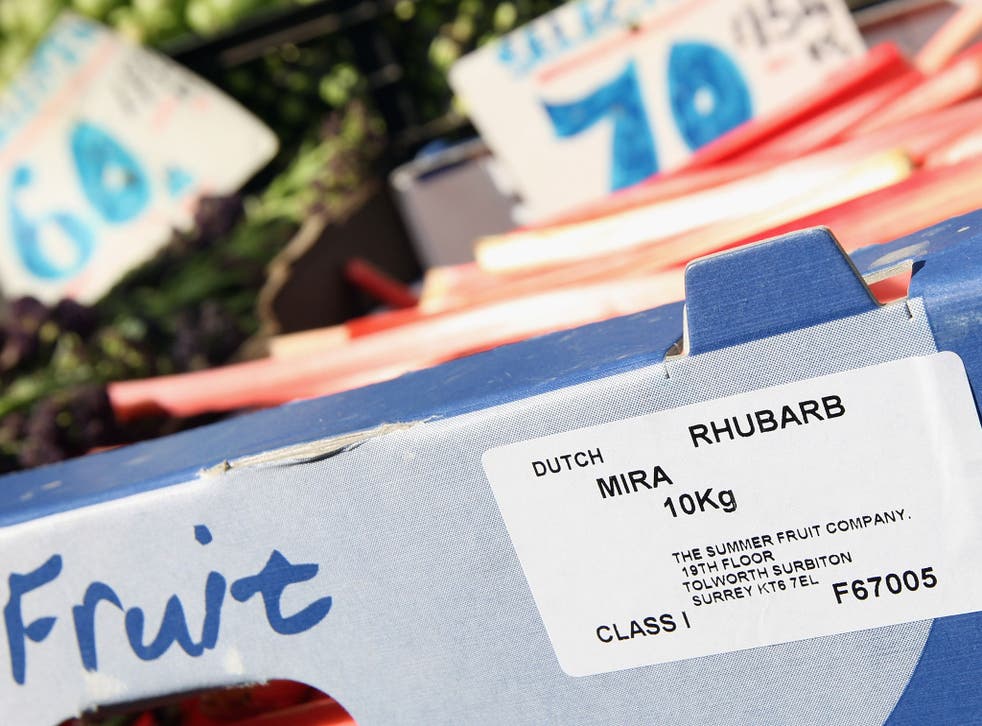 60
70
RHUBARB
DUTCH
MIRA
10Kg
THE SUMMER FRUIT COMPANY.
19TH FLOOR
TOLWORTH SURBITON
SURREY KT6 7EL
F67005
CLASS I
Fruit